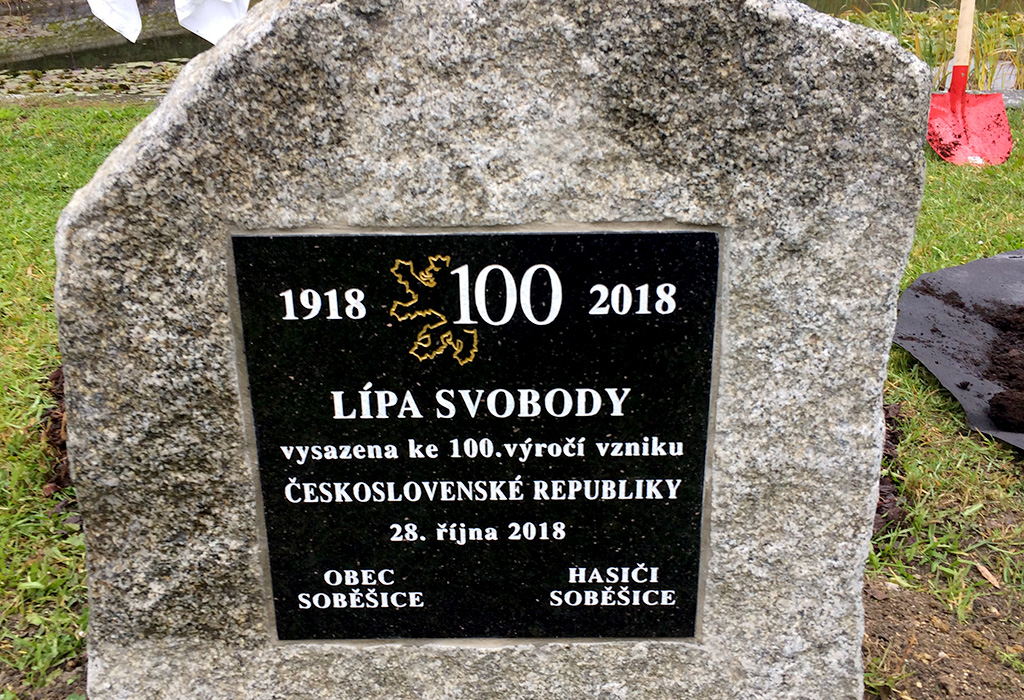 1918 100 2018
LÍPA SVOBODY
vysazena ke 100.výročí vzniku
ČESKOSLOVENSKÉ REPUBLIKY
28. října 2018
OBEC HASIČI
SOBĚŠICE SOBĚŠICE